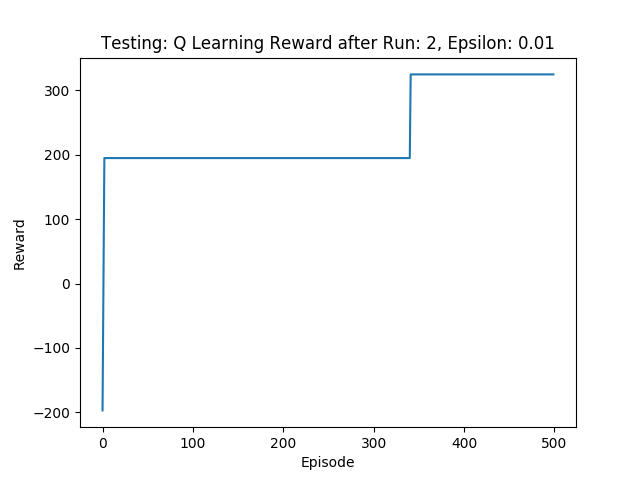 Testing: Q Learning Reward after Run: 2, Epsilon: 0.01
300
200
100
0
−100
−200
Reward
0 100 200 300 400 500
Episode